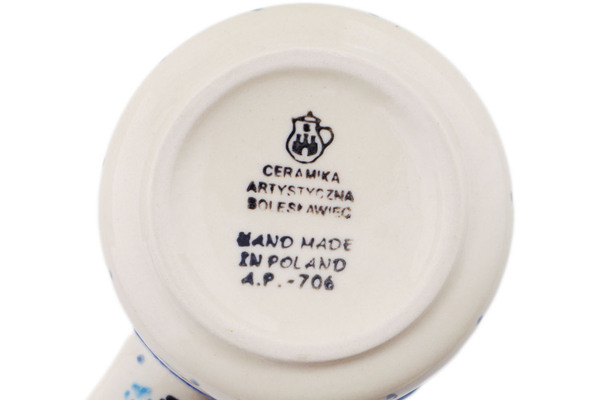 CERAMIKA
ARTYSTYCZNA
BOLESŁAWIEC
HAND MADE
IN POLAND
A.P.-706